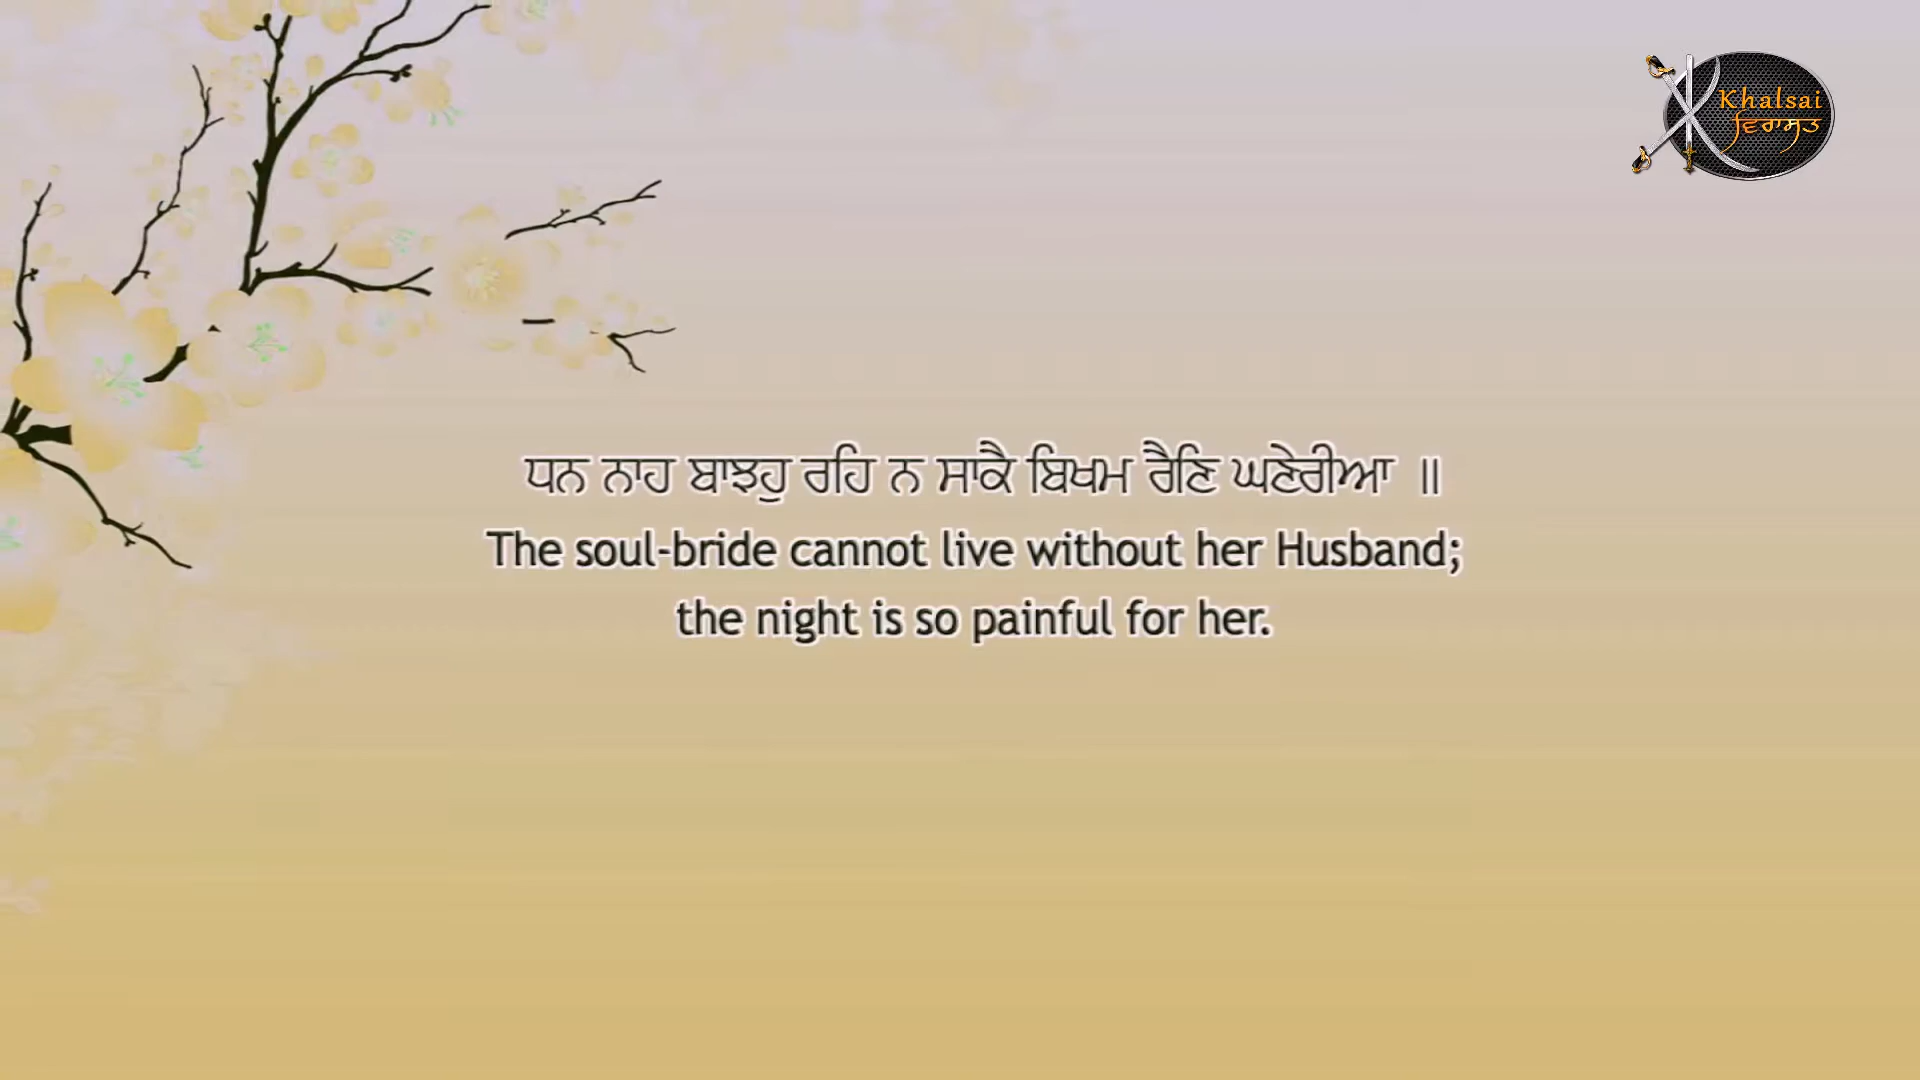 Khalsai
ਵਿਰਾਸਤ
ਧਨ ਨਾਹ ਬਾਝਹੁ ਰਹਿ ਨ ਸਾਕੈ ਬਿਖਮ ਰੈਣਿ ਘਣੇਰੀਆ ॥
The soul-bride cannot live without her Husband;
the night is so painful for her.